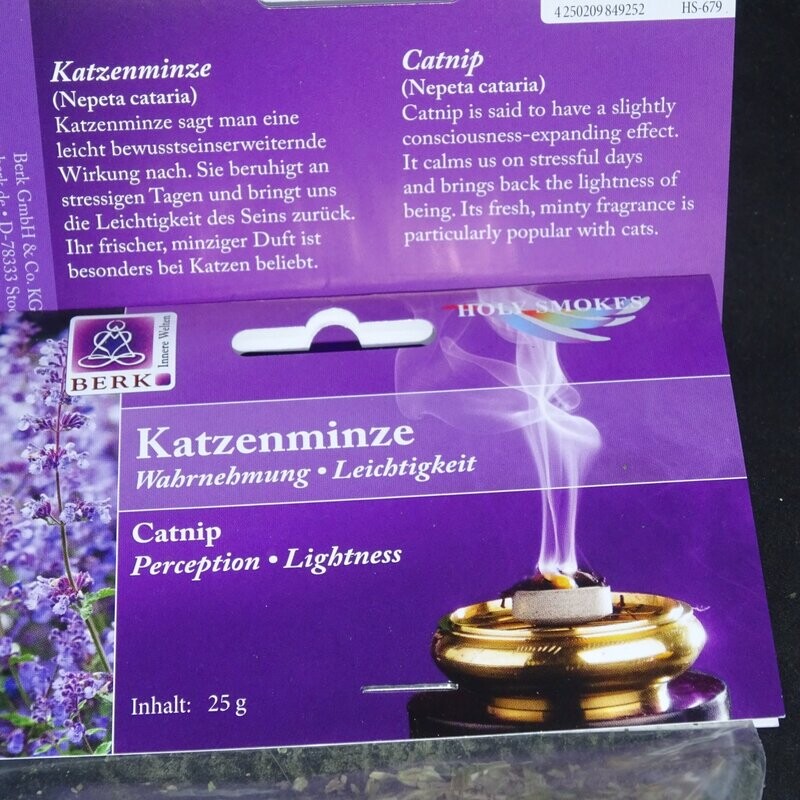 4 250209 849252 HS-679
Katzenminze
(Nepeta cataria)
Katzenminze sagt man eine
leicht bewusstseinserweiternde
Wirkung nach. Sie beruhigt an
stressigen Tagen und bringt uns
die Leichtigkeit des Seins zurück.
Ihr frischer, minziger Duft ist
besonders bei Katzen beliebt.
Catnip
(Nepeta cataria)
Catnip is said to have a slightly
consciousness-expanding effect.
It calms us on stressful days
and brings back the lightness of
being. Its fresh, minty fragrance is
particularly popular with cats.
Berk GmbH & Co. KG
D-78333
HOLY SMOKES
BERK
Innere Welten
Katzenminze
Wahrnehmung • Leichtigkeit
Catnip
Perception • Lightness
Inhalt: 25 g